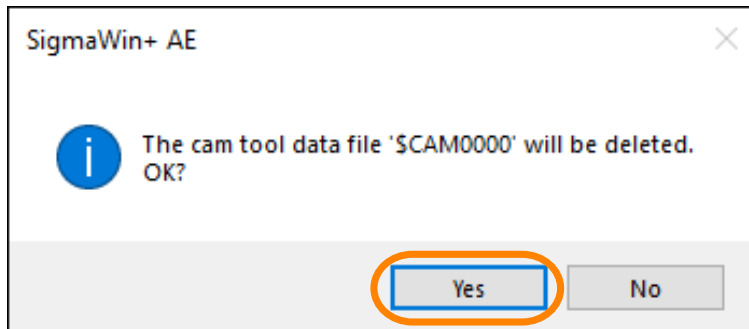 SigmaWin+ AE
The cam tool data file '$CAM0000' will be deleted.
OK?
Yes
No